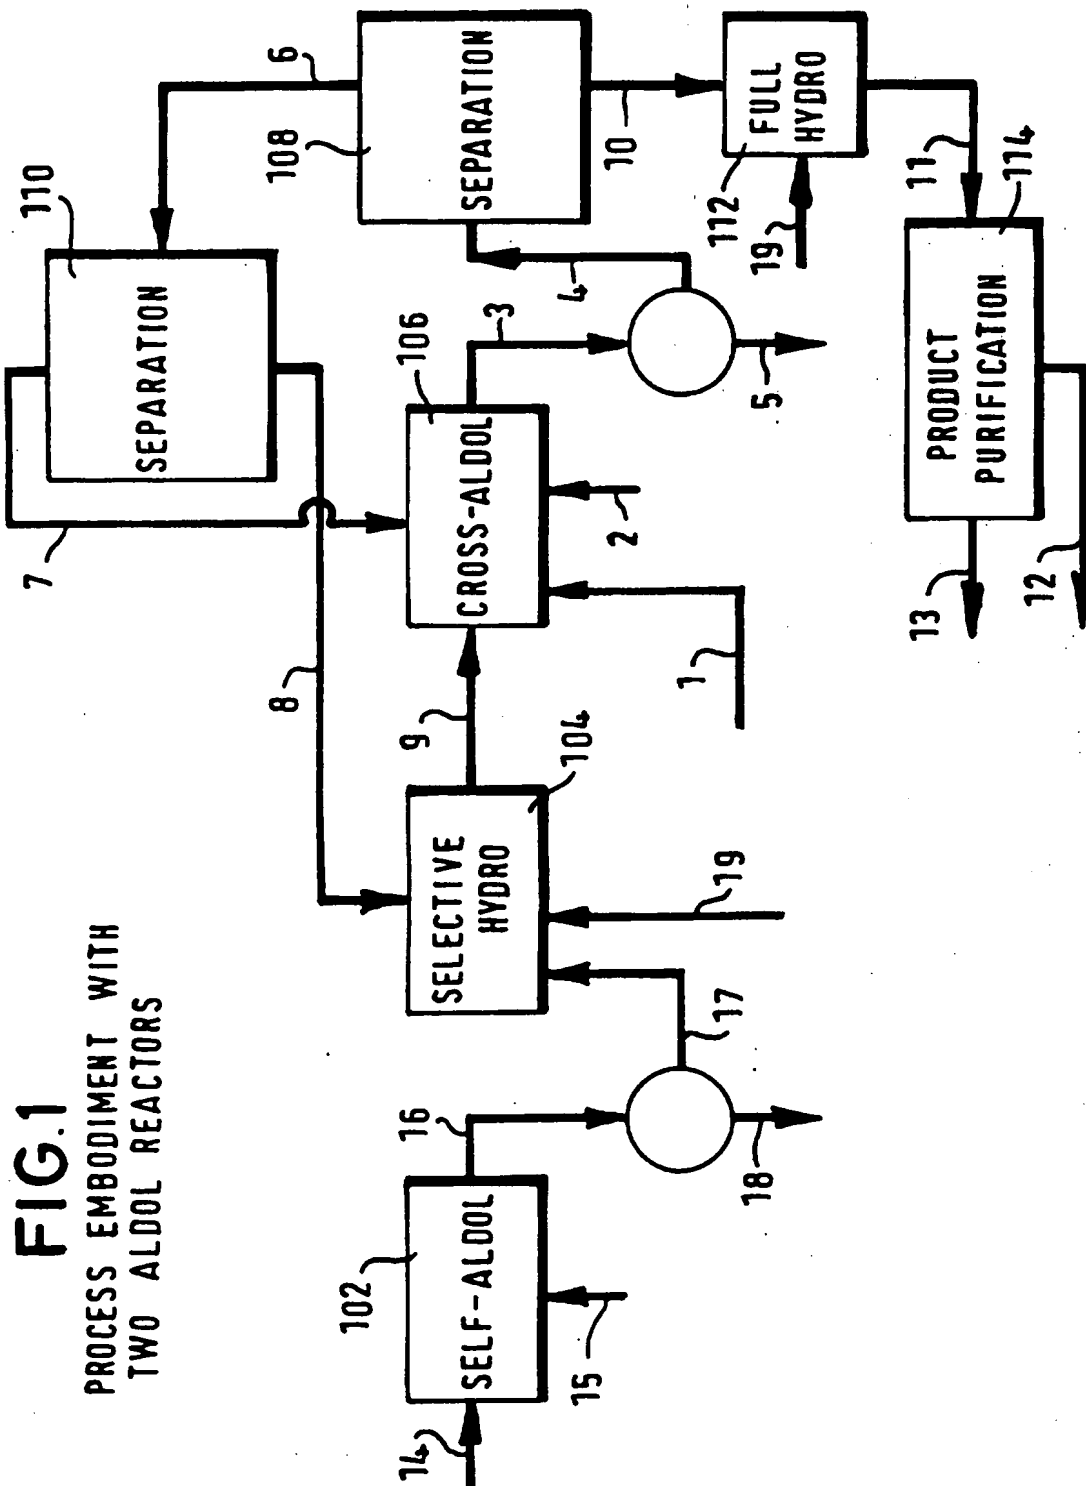 FIG.1
PROCESS EMBODIMENT WITH
TWO ALDOL REACTORS
7
110
SEPARATION
6
8
108
SEPARATION
14
102
SELF-ALDOL
15
16
18
17
SELECTIVE
HYDRO
104
19
9
CROSS-ALDOL
106
1
2
3
5
4
10
19
112
FULL
HYDRO
11
114
PRODUCT
PURIFICATION
13
12